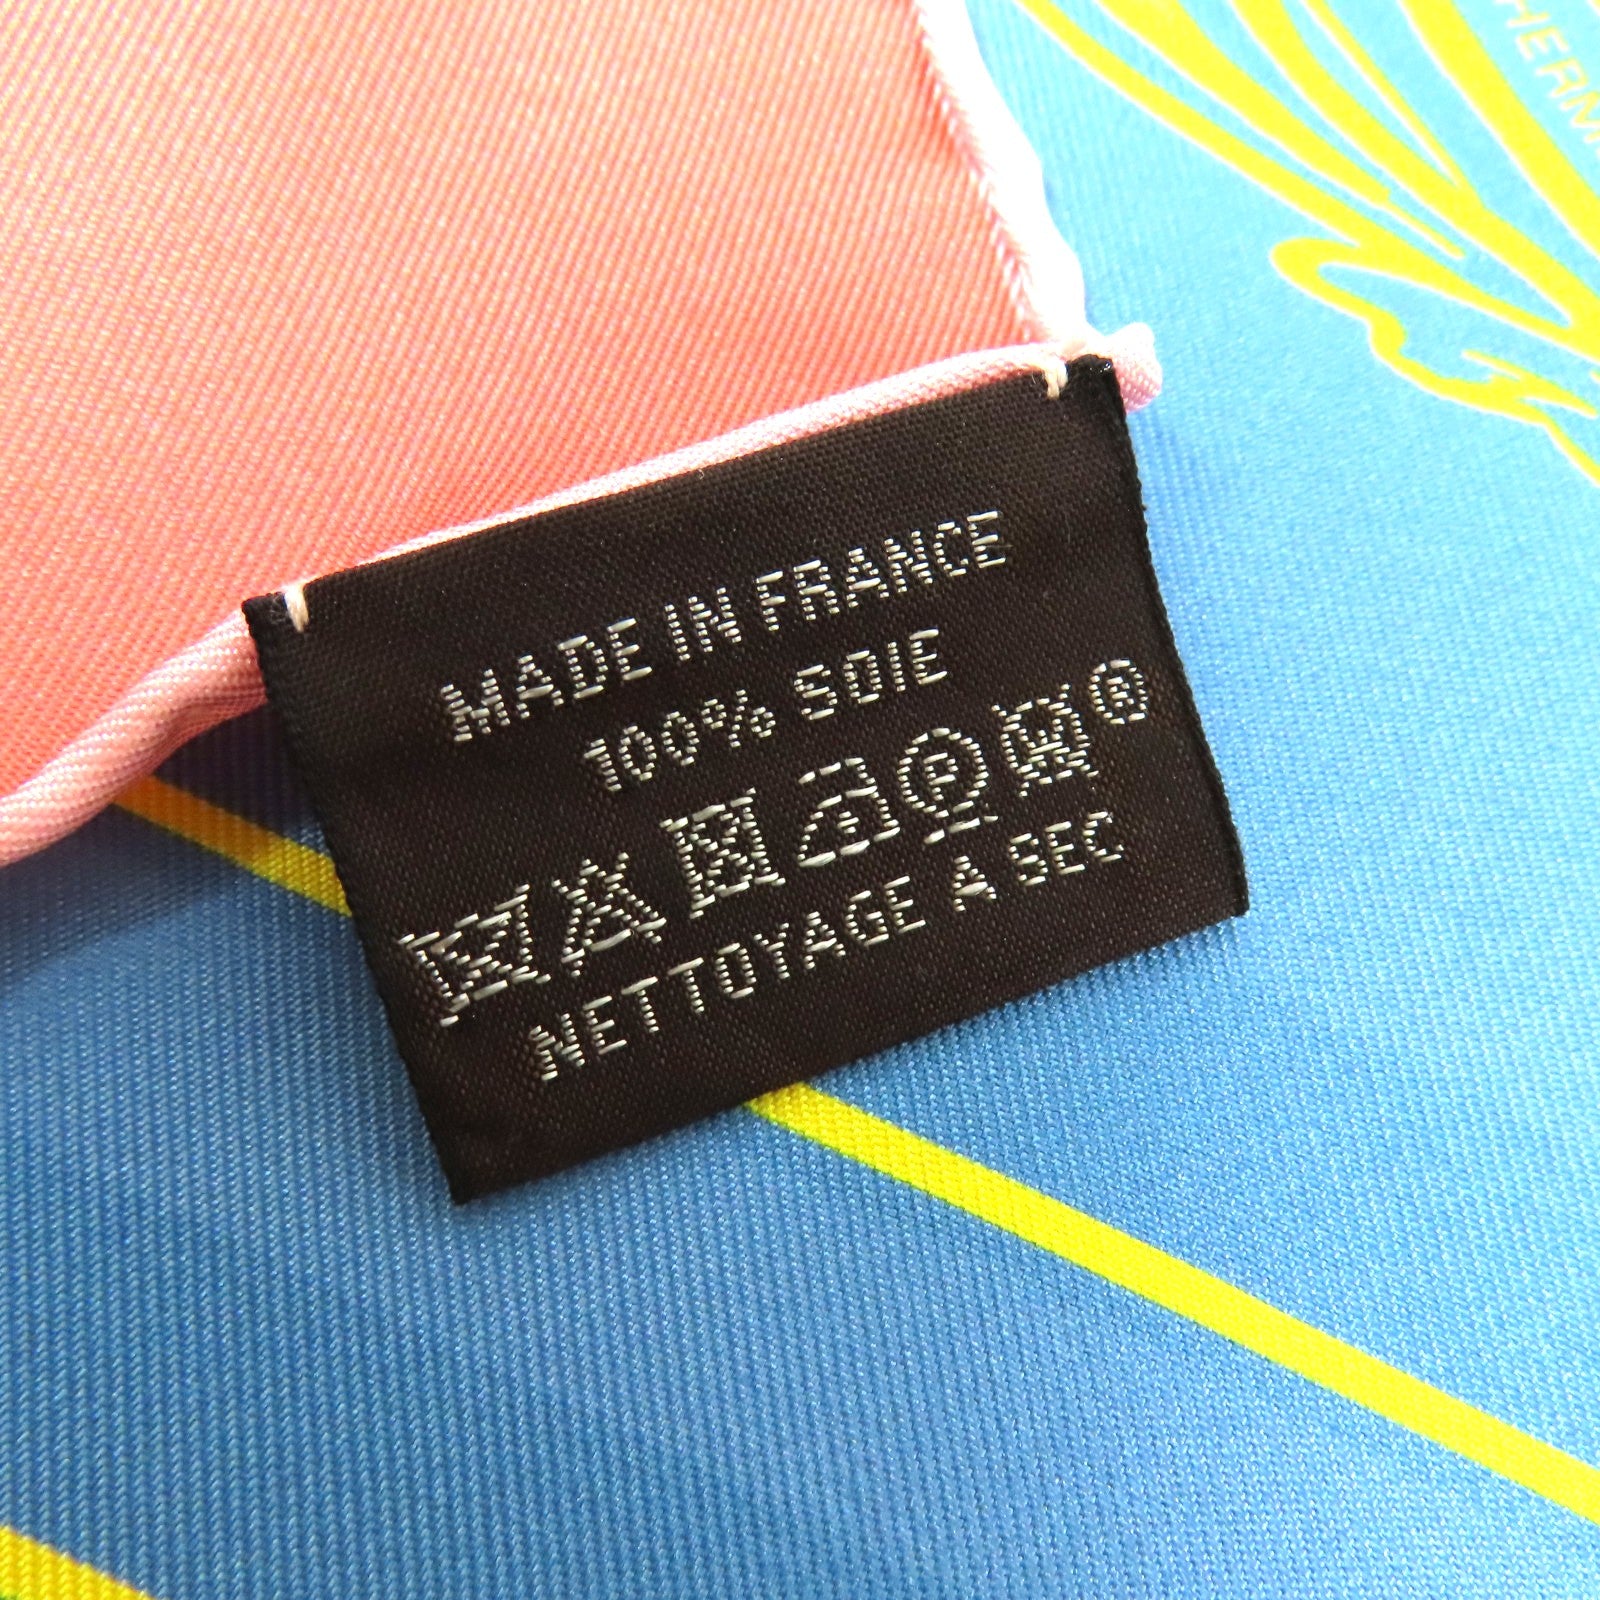 MADE IN FRANCE
100% SOIE
P W ®
NETTOYAGE A SEC